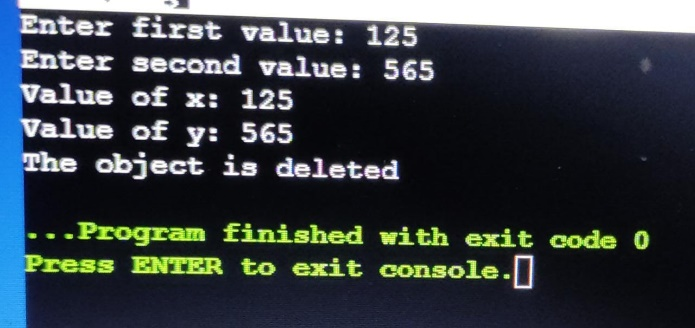 Enter first value: 125
Enter second value: 565
Value of x: 125
Value of y: 565
The object is deleted
...Program finished with exit code 0
Press ENTER to exit console.